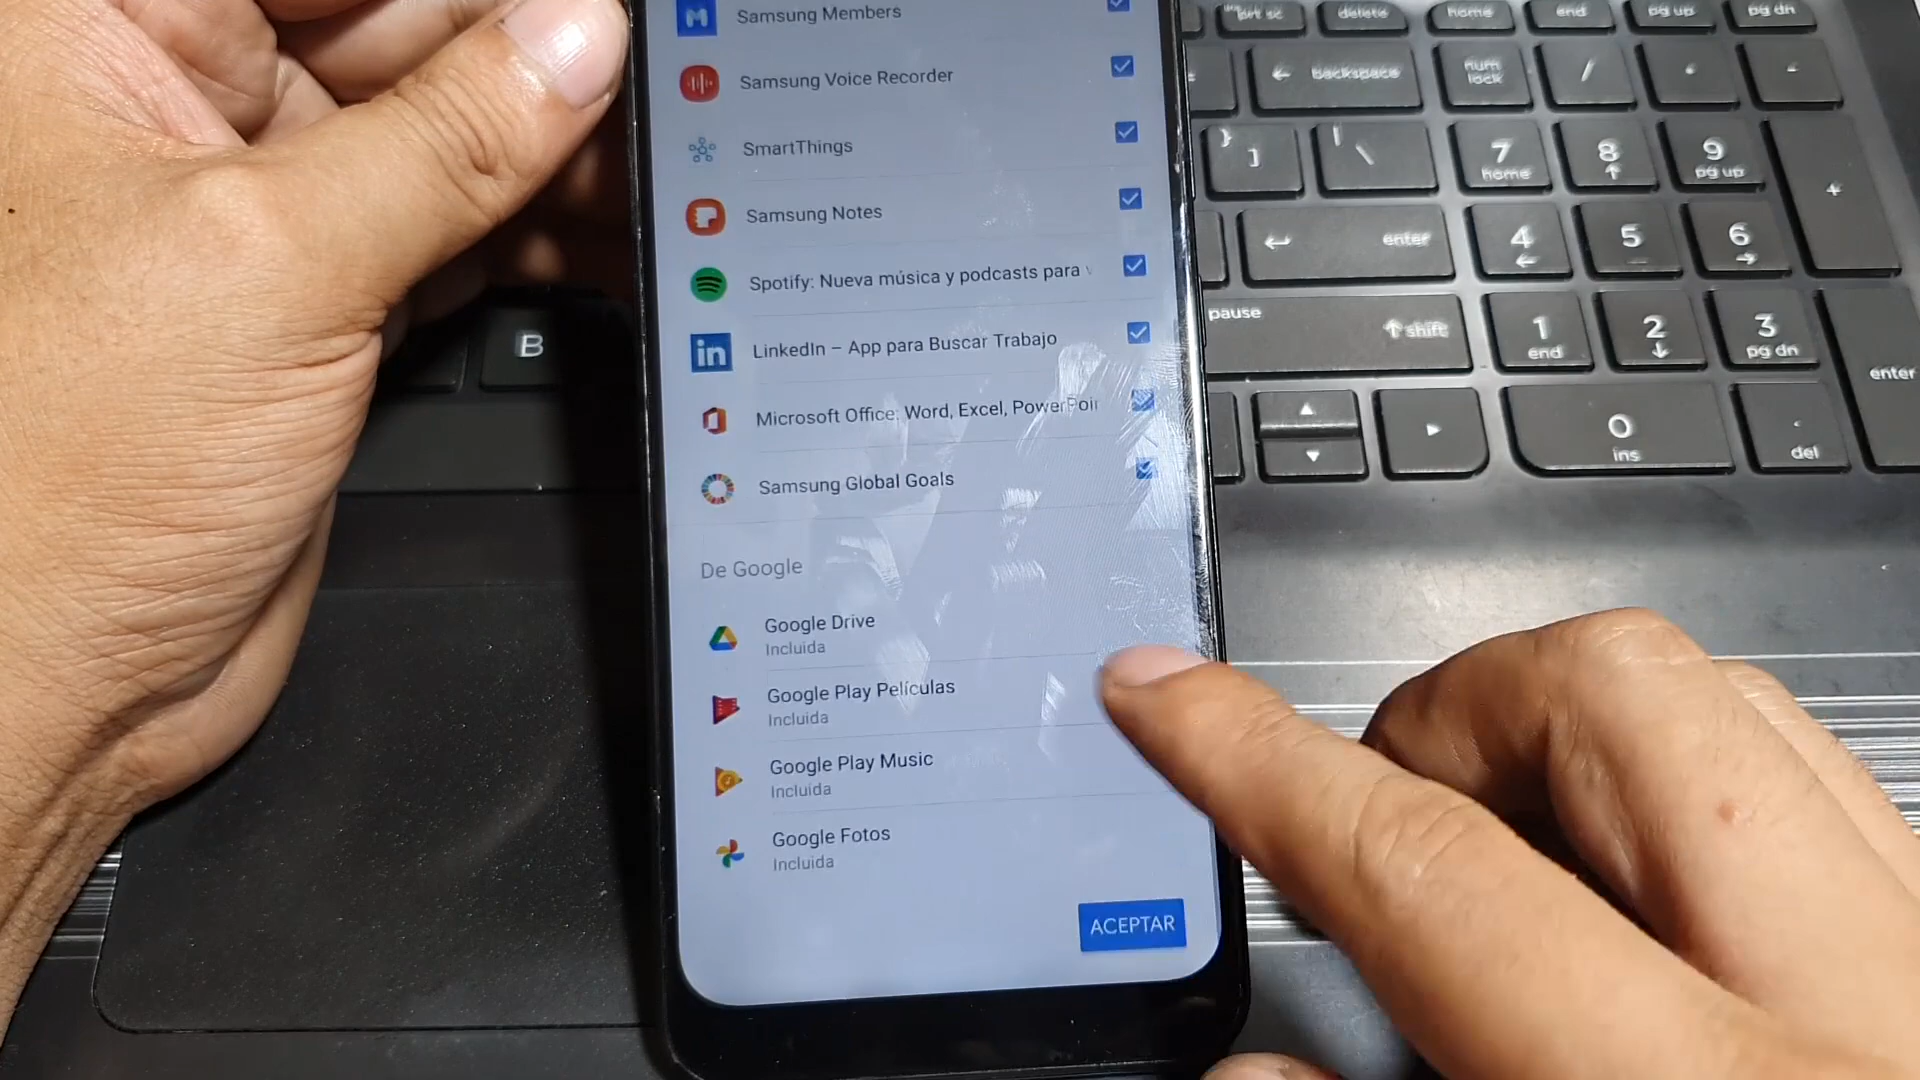 Samsung Members
Samsung Voice Recorder
SmartThings
Samsung Notes
Spotify: Nueva música y podcasts para
LinkedIn – App para Buscar Trabajo
Microsoft Office: Word, Excel, PowerPoi
Samsung Global Goals
De Google
Google Drive
Incluida
Google Play Películas
Incluida
Google Play Music
Incluida
Google Fotos
Incluida
ACEPTAR
B
delete
home
end
pg up
pg dn
backspace
num
lock
/
-
}
]
\
7
home
8
9
pg up
+
enter
4
5
6
pause
shift
1
end
2
3
pg dn
enter
0
ins
.
del